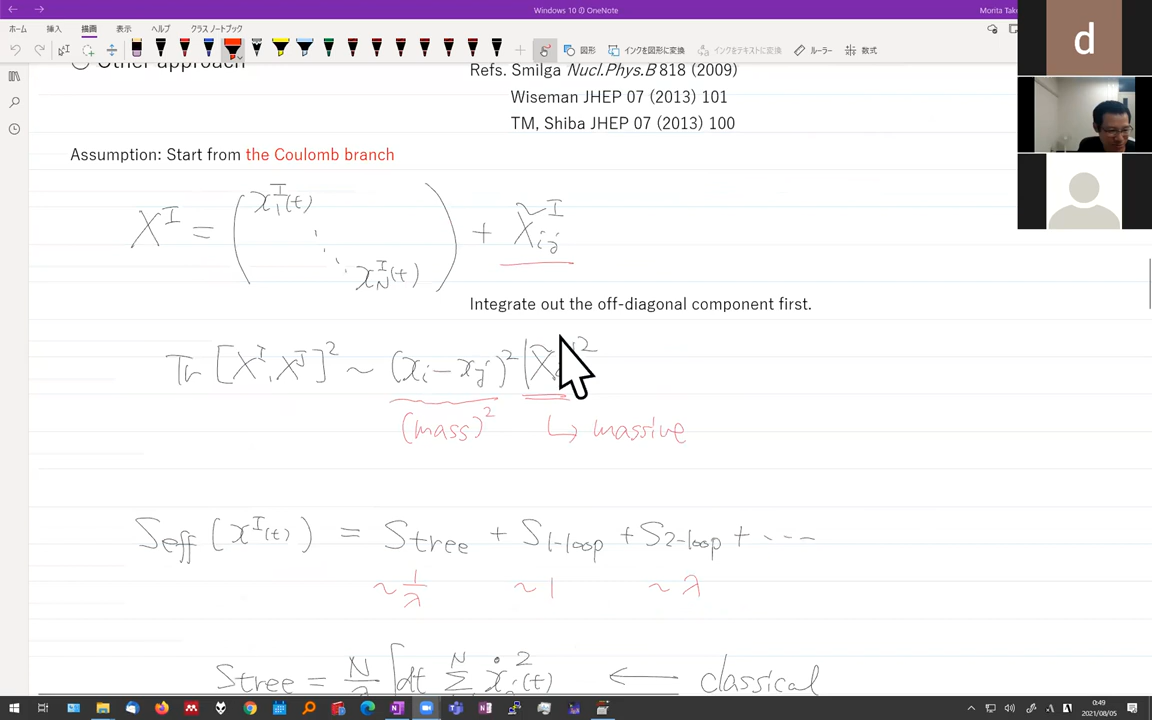 Windows 10 の OneNote
Morita Take
ホーム 挿入 描画 表示 ヘルプ クラス ノートブック
図形 インクを図形に変換 インクをテキストに変換 ルーラー 数式
d
Other approach
Refs. Smilga Nucl.Phys.B 818 (2009)
Wiseman JHEP 07 (2013) 101
TM, Shiba JHEP 07 (2013) 100
Assumption: Start from the Coulomb branch
X^I = ( x_1^I(t) ⋱ x_N^I(t) ) + X̃_ij^I
Integrate out the off-diagonal component first.
Tr [X^I, X^J]^2 ~ (x_i − x_j)^2 |X̃
(mass)^2 ↳ massive
S_eff (x^I(t)) = S_tree + S_1-loop + S_2-loop + ⋯
~ 1/λ ~ 1 ~ λ
S_tree = N/λ ∫dt Σ^N ẋ_i^2(t) ← classical
0:49
2021/08/05